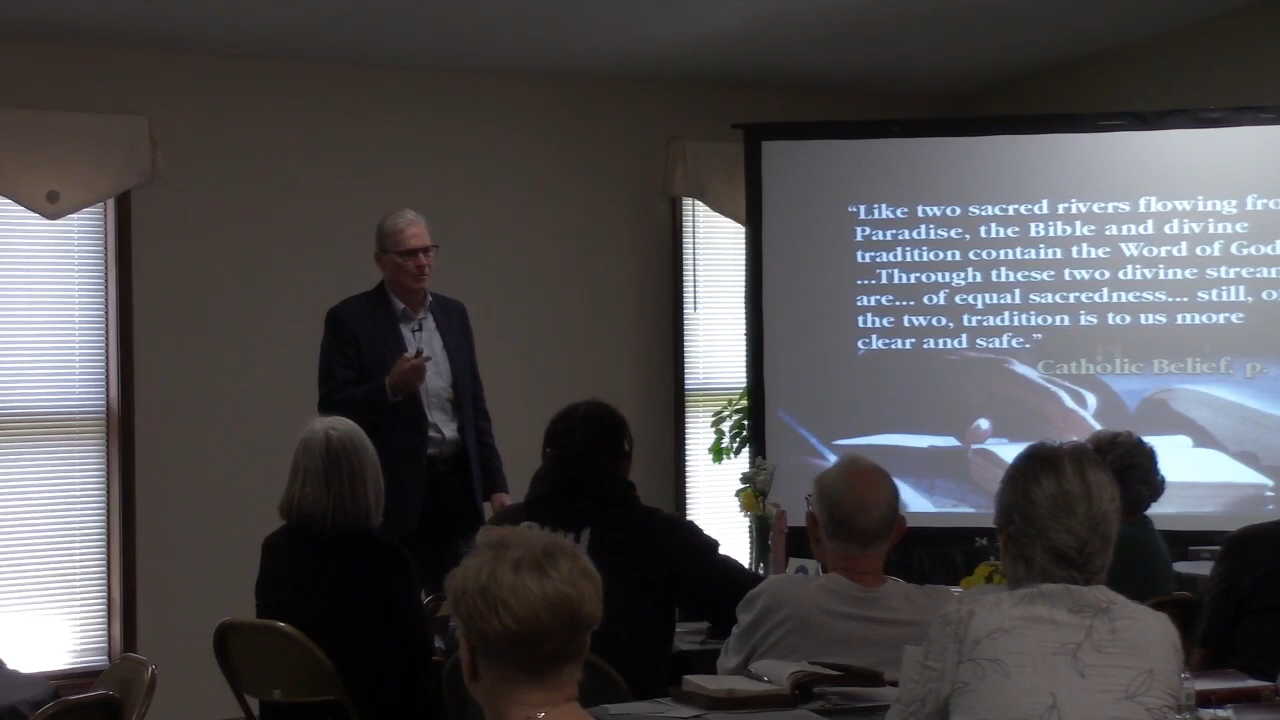 “Like two sacred rivers flowing fro
Paradise, the Bible and divine
tradition contain the Word of God
...Through these two divine stream
are... of equal sacredness... still, o
the two, tradition is to us more
clear and safe.”
Catholic Belief, p.